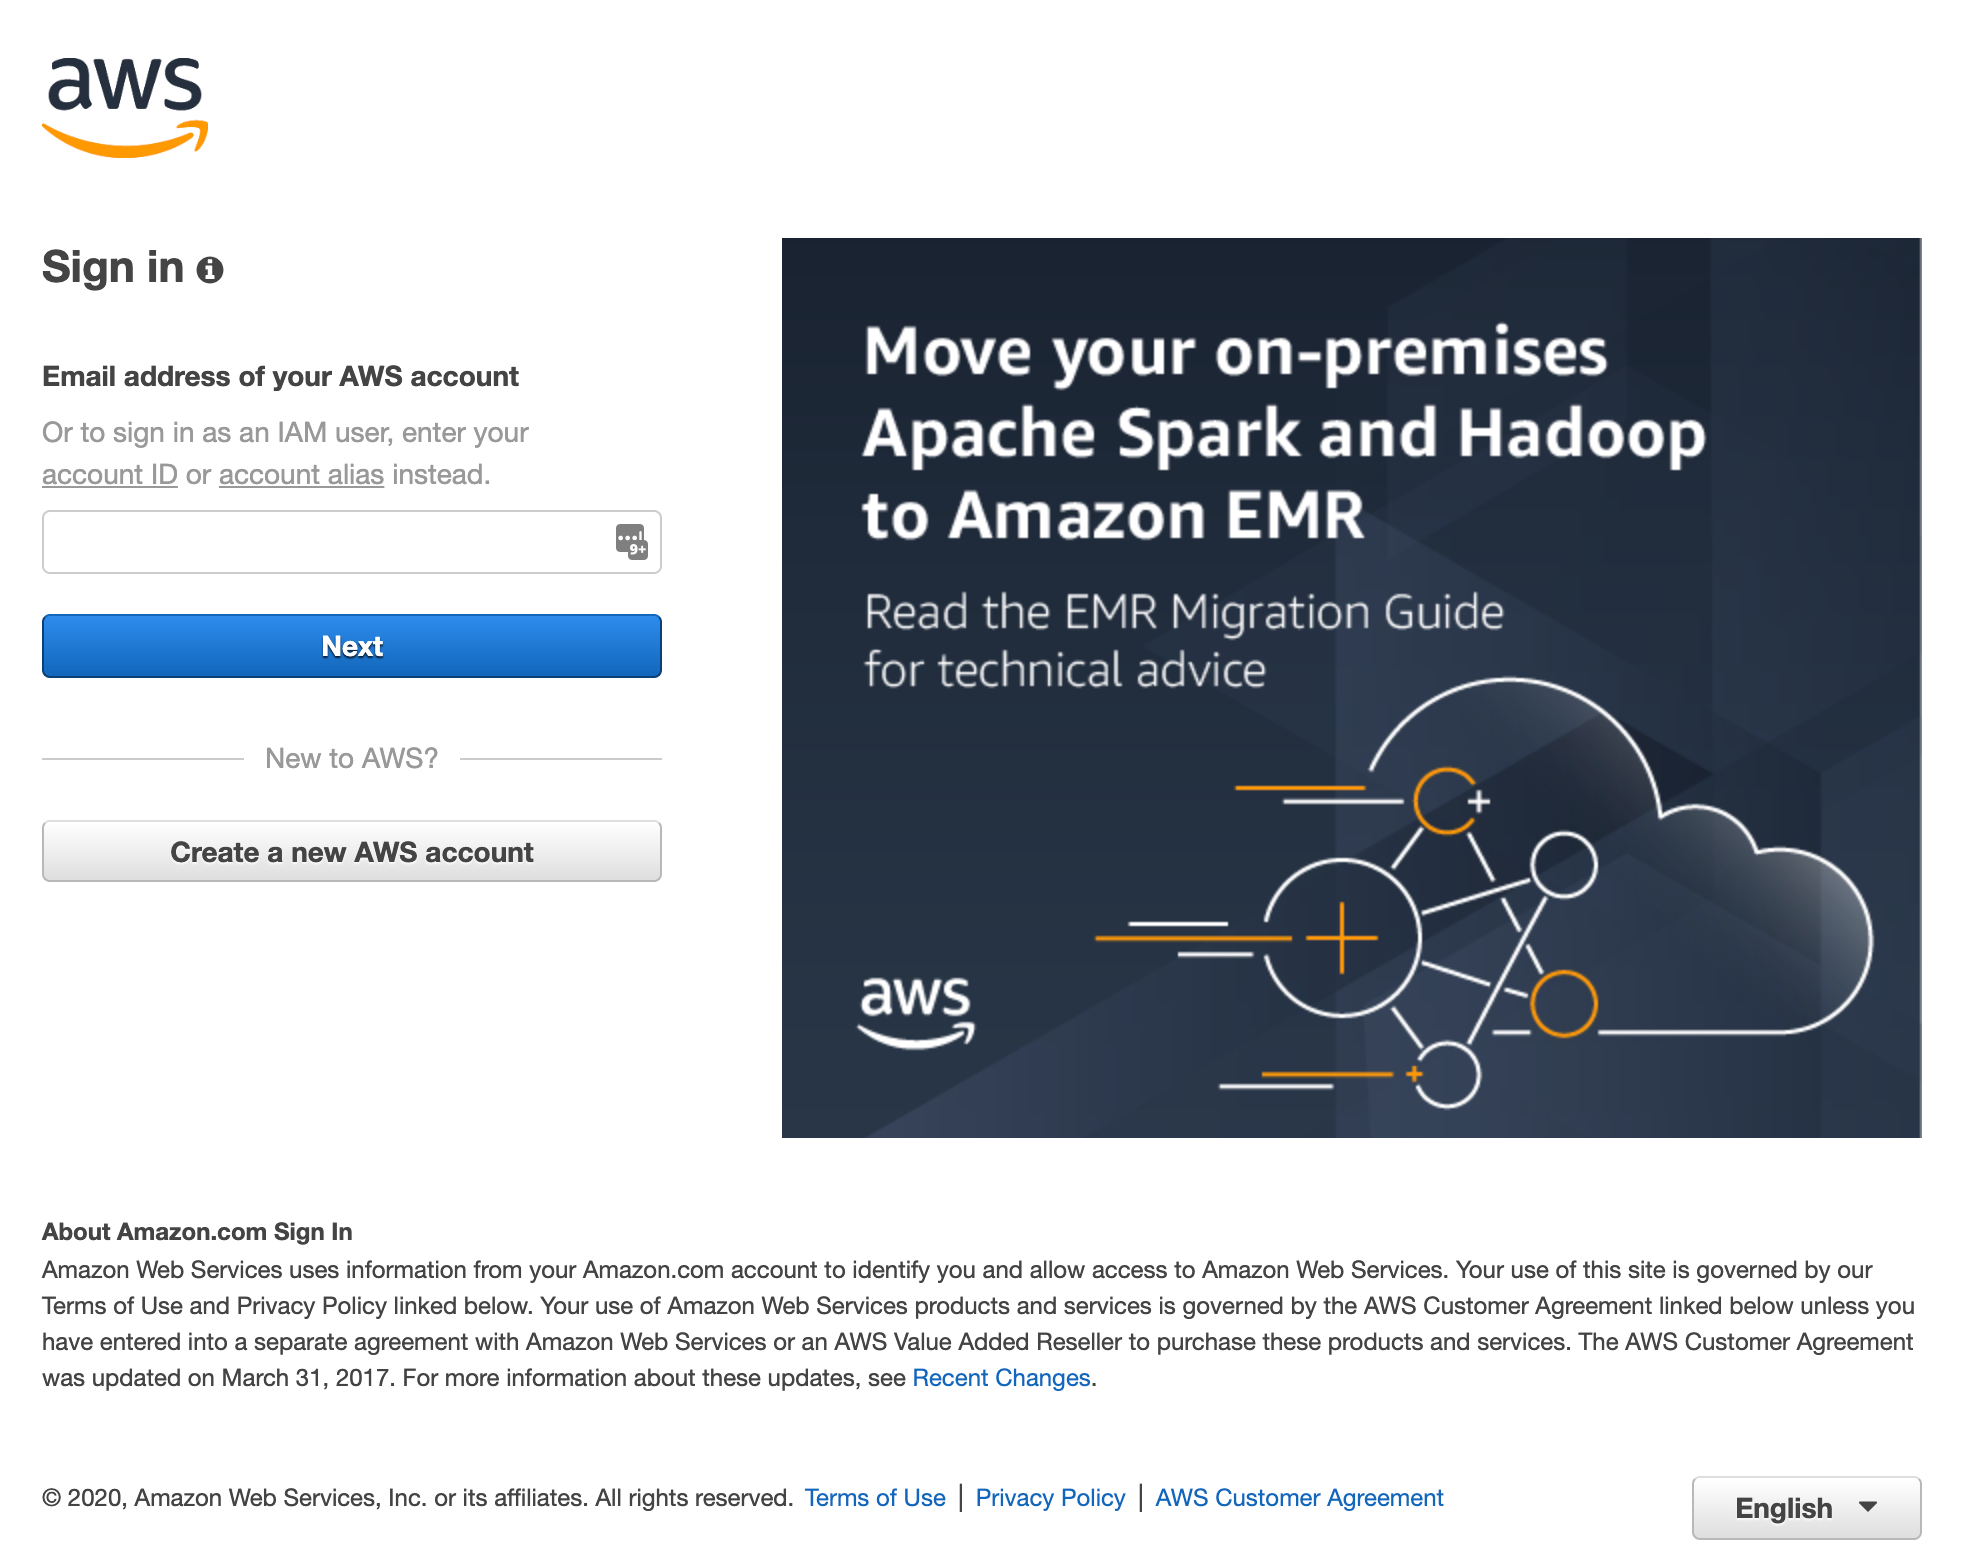 aws
Sign in
Email address of your AWS account
Or to sign in as an IAM user, enter your
account ID or account alias instead.
9+
Next
New to AWS?
Create a new AWS account
Move your on-premises
Apache Spark and Hadoop
to Amazon EMR
Read the EMR Migration Guide
for technical advice
aws
About Amazon.com Sign In
Amazon Web Services uses information from your Amazon.com account to identify you and allow access to Amazon Web Services. Your use of this site is governed by our
Terms of Use and Privacy Policy linked below. Your use of Amazon Web Services products and services is governed by the AWS Customer Agreement linked below unless you
have entered into a separate agreement with Amazon Web Services or an AWS Value Added Reseller to purchase these products and services. The AWS Customer Agreement
was updated on March 31, 2017. For more information about these updates, see Recent Changes.
© 2020, Amazon Web Services, Inc. or its affiliates. All rights reserved. Terms of Use | Privacy Policy | AWS Customer Agreement
English